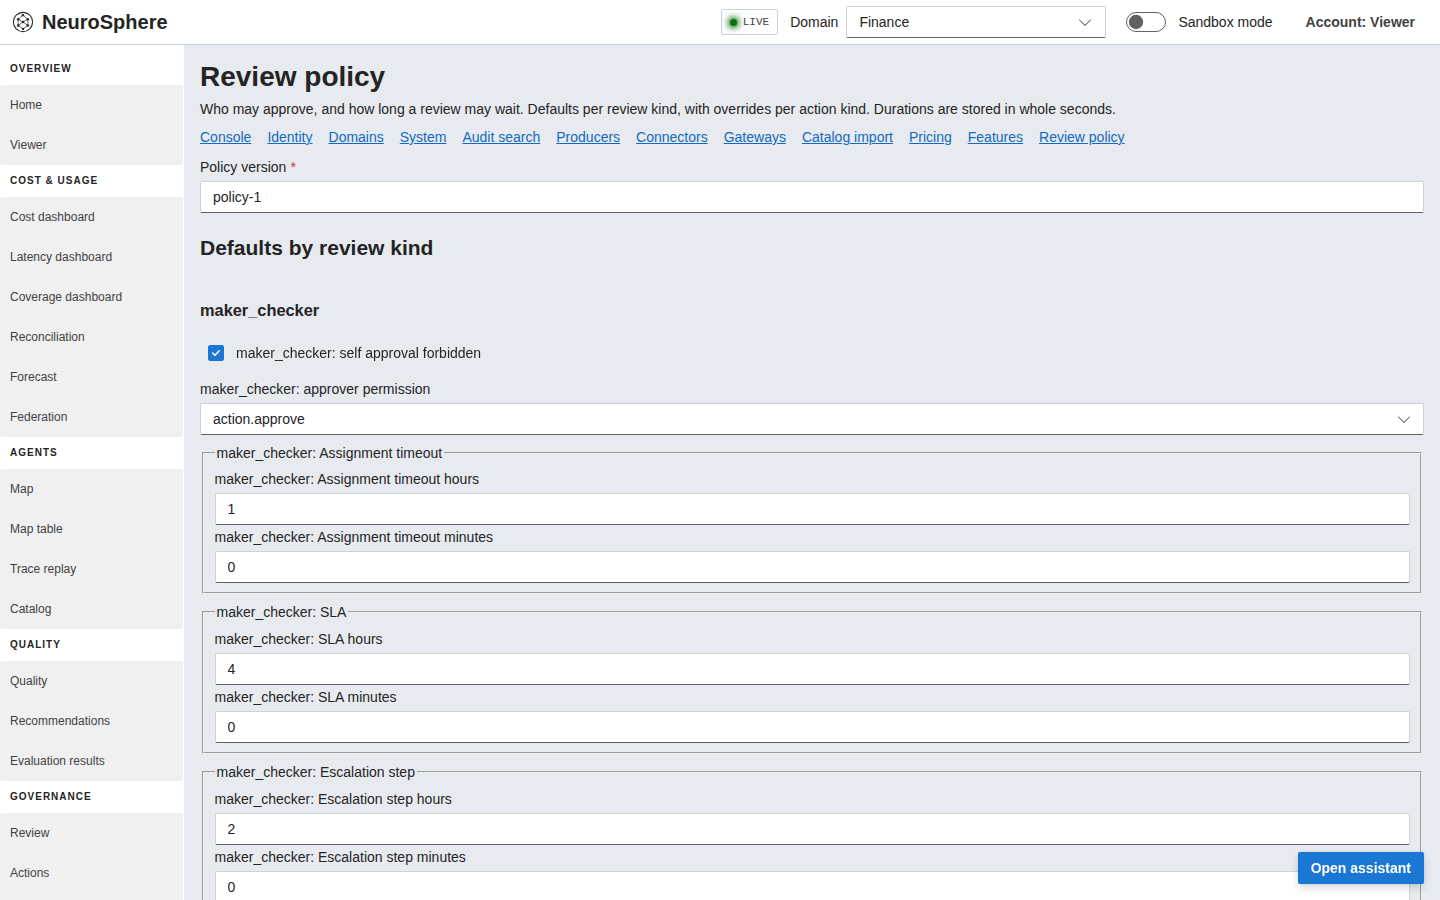 NeuroSphere
LIVE
Domain
Finance
Sandbox mode
Account: Viewer
OVERVIEW
Home
Viewer
COST & USAGE
Cost dashboard
Latency dashboard
Coverage dashboard
Reconciliation
Forecast
Federation
AGENTS
Map
Map table
Trace replay
Catalog
QUALITY
Quality
Recommendations
Evaluation results
GOVERNANCE
Review
Actions
Review policy
Who may approve, and how long a review may wait. Defaults per review kind, with overrides per action kind. Durations are stored in whole seconds.
Console Identity Domains System Audit search Producers Connectors Gateways Catalog import Pricing Features Review policy
Policy version *
policy-1
Defaults by review kind
maker_checker
maker_checker: self approval forbidden
maker_checker: approver permission
action.approve
maker_checker: Assignment timeout
maker_checker: Assignment timeout hours
1
maker_checker: Assignment timeout minutes
0
maker_checker: SLA
maker_checker: SLA hours
4
maker_checker: SLA minutes
0
maker_checker: Escalation step
maker_checker: Escalation step hours
2
maker_checker: Escalation step minutes
0
Open assistant